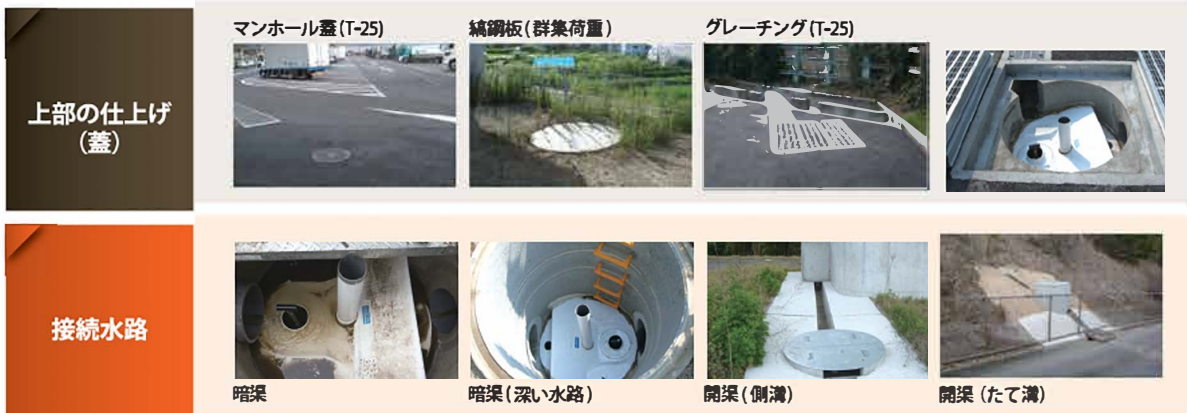 上部の仕上げ
(蓋)
マンホール蓋(T-25)
縞鋼板(群集荷重)
グレーチング(T-25)
接続水路
暗渠
暗渠(深い水路)
開渠(側溝)
開渠(たて溝)